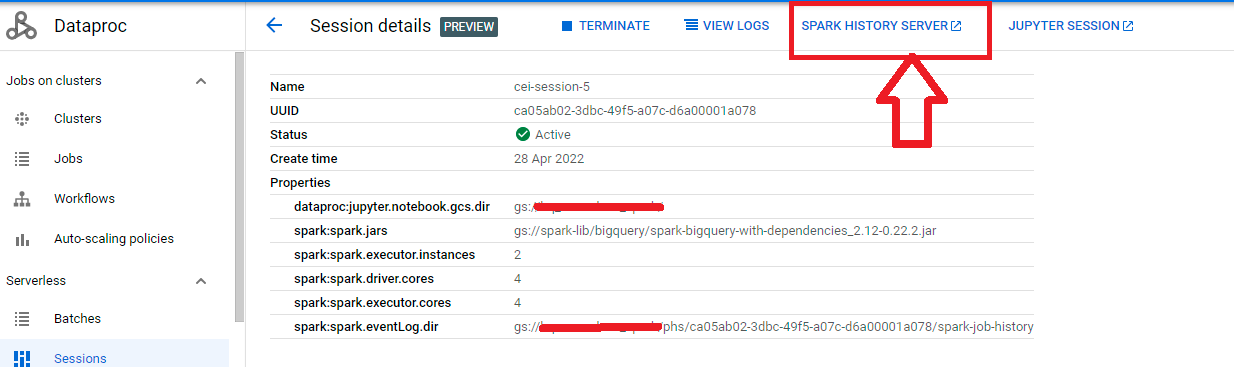 Dataproc
Session details PREVIEW TERMINATE VIEW LOGS SPARK HISTORY SERVER JUPYTER SESSION
Jobs on clusters
Clusters
Jobs
Workflows
Auto-scaling policies
Serverless
Batches
Sessions
Name cei-session-5
UUID ca05ab02-3dbc-49f5-a07c-d6a00001a078
Status Active
Create time 28 Apr 2022
Properties
dataproc:jupyter.notebook.gcs.dir gs://
spark:spark.jars gs://spark-lib/bigquery/spark-bigquery-with-dependencies_2.12-0.22.2.jar
spark:spark.executor.instances 2
spark:spark.driver.cores 4
spark:spark.executor.cores 4
spark:spark.eventLog.dir gs:// /phs/ca05ab02-3dbc-49f5-a07c-d6a00001a078/spark-job-history